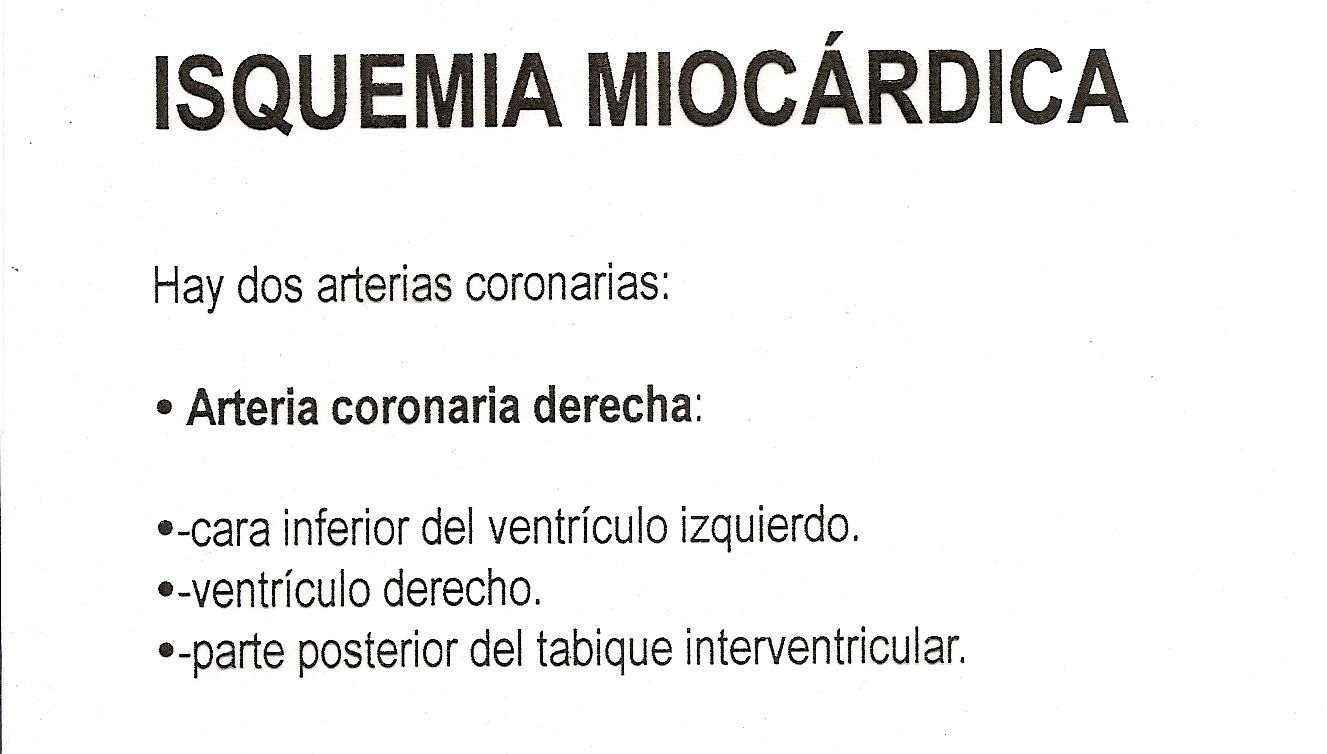 ISQUEMIA MIOCÁRDICA
Hay dos arterias coronarias:
• Arteria coronaria derecha:
•-cara inferior del ventrículo izquierdo.
•-ventrículo derecho.
•-parte posterior del tabique interventricular.